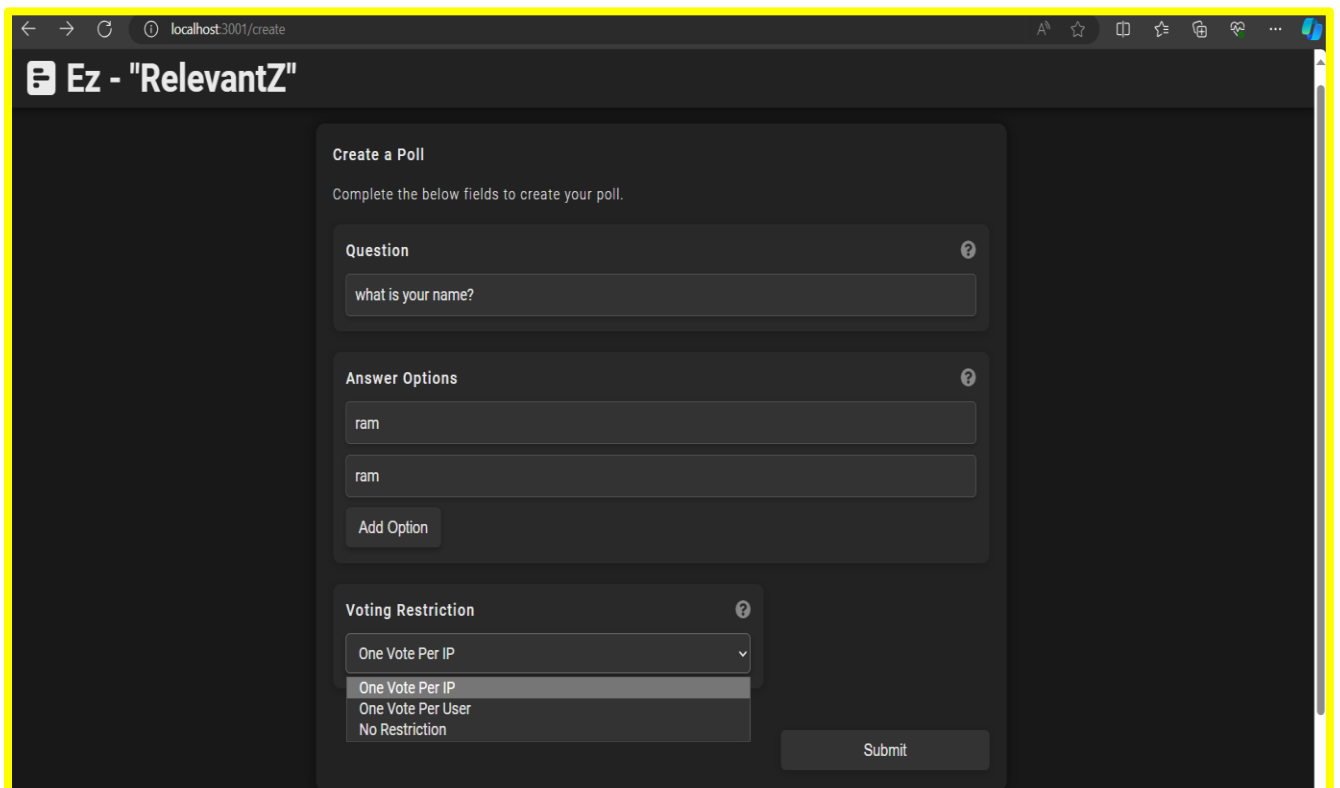 localhost:3001/create
Ez - "RelevantZ"
Create a Poll
Complete the below fields to create your poll.
Question
what is your name?
Answer Options
ram
ram
Add Option
Voting Restriction
One Vote Per IP
One Vote Per IP
One Vote Per User
No Restriction
Submit